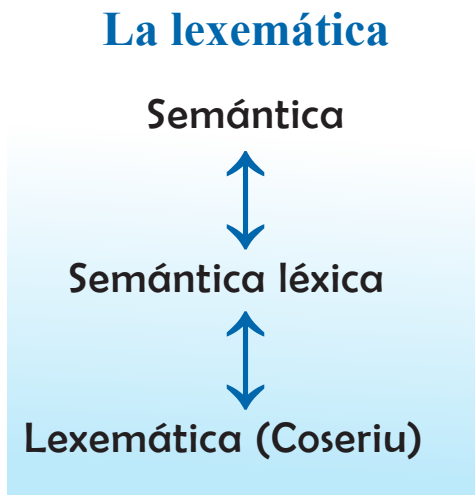 La lexemática
Semántica
Semántica léxica
Lexemática (Coseriu)